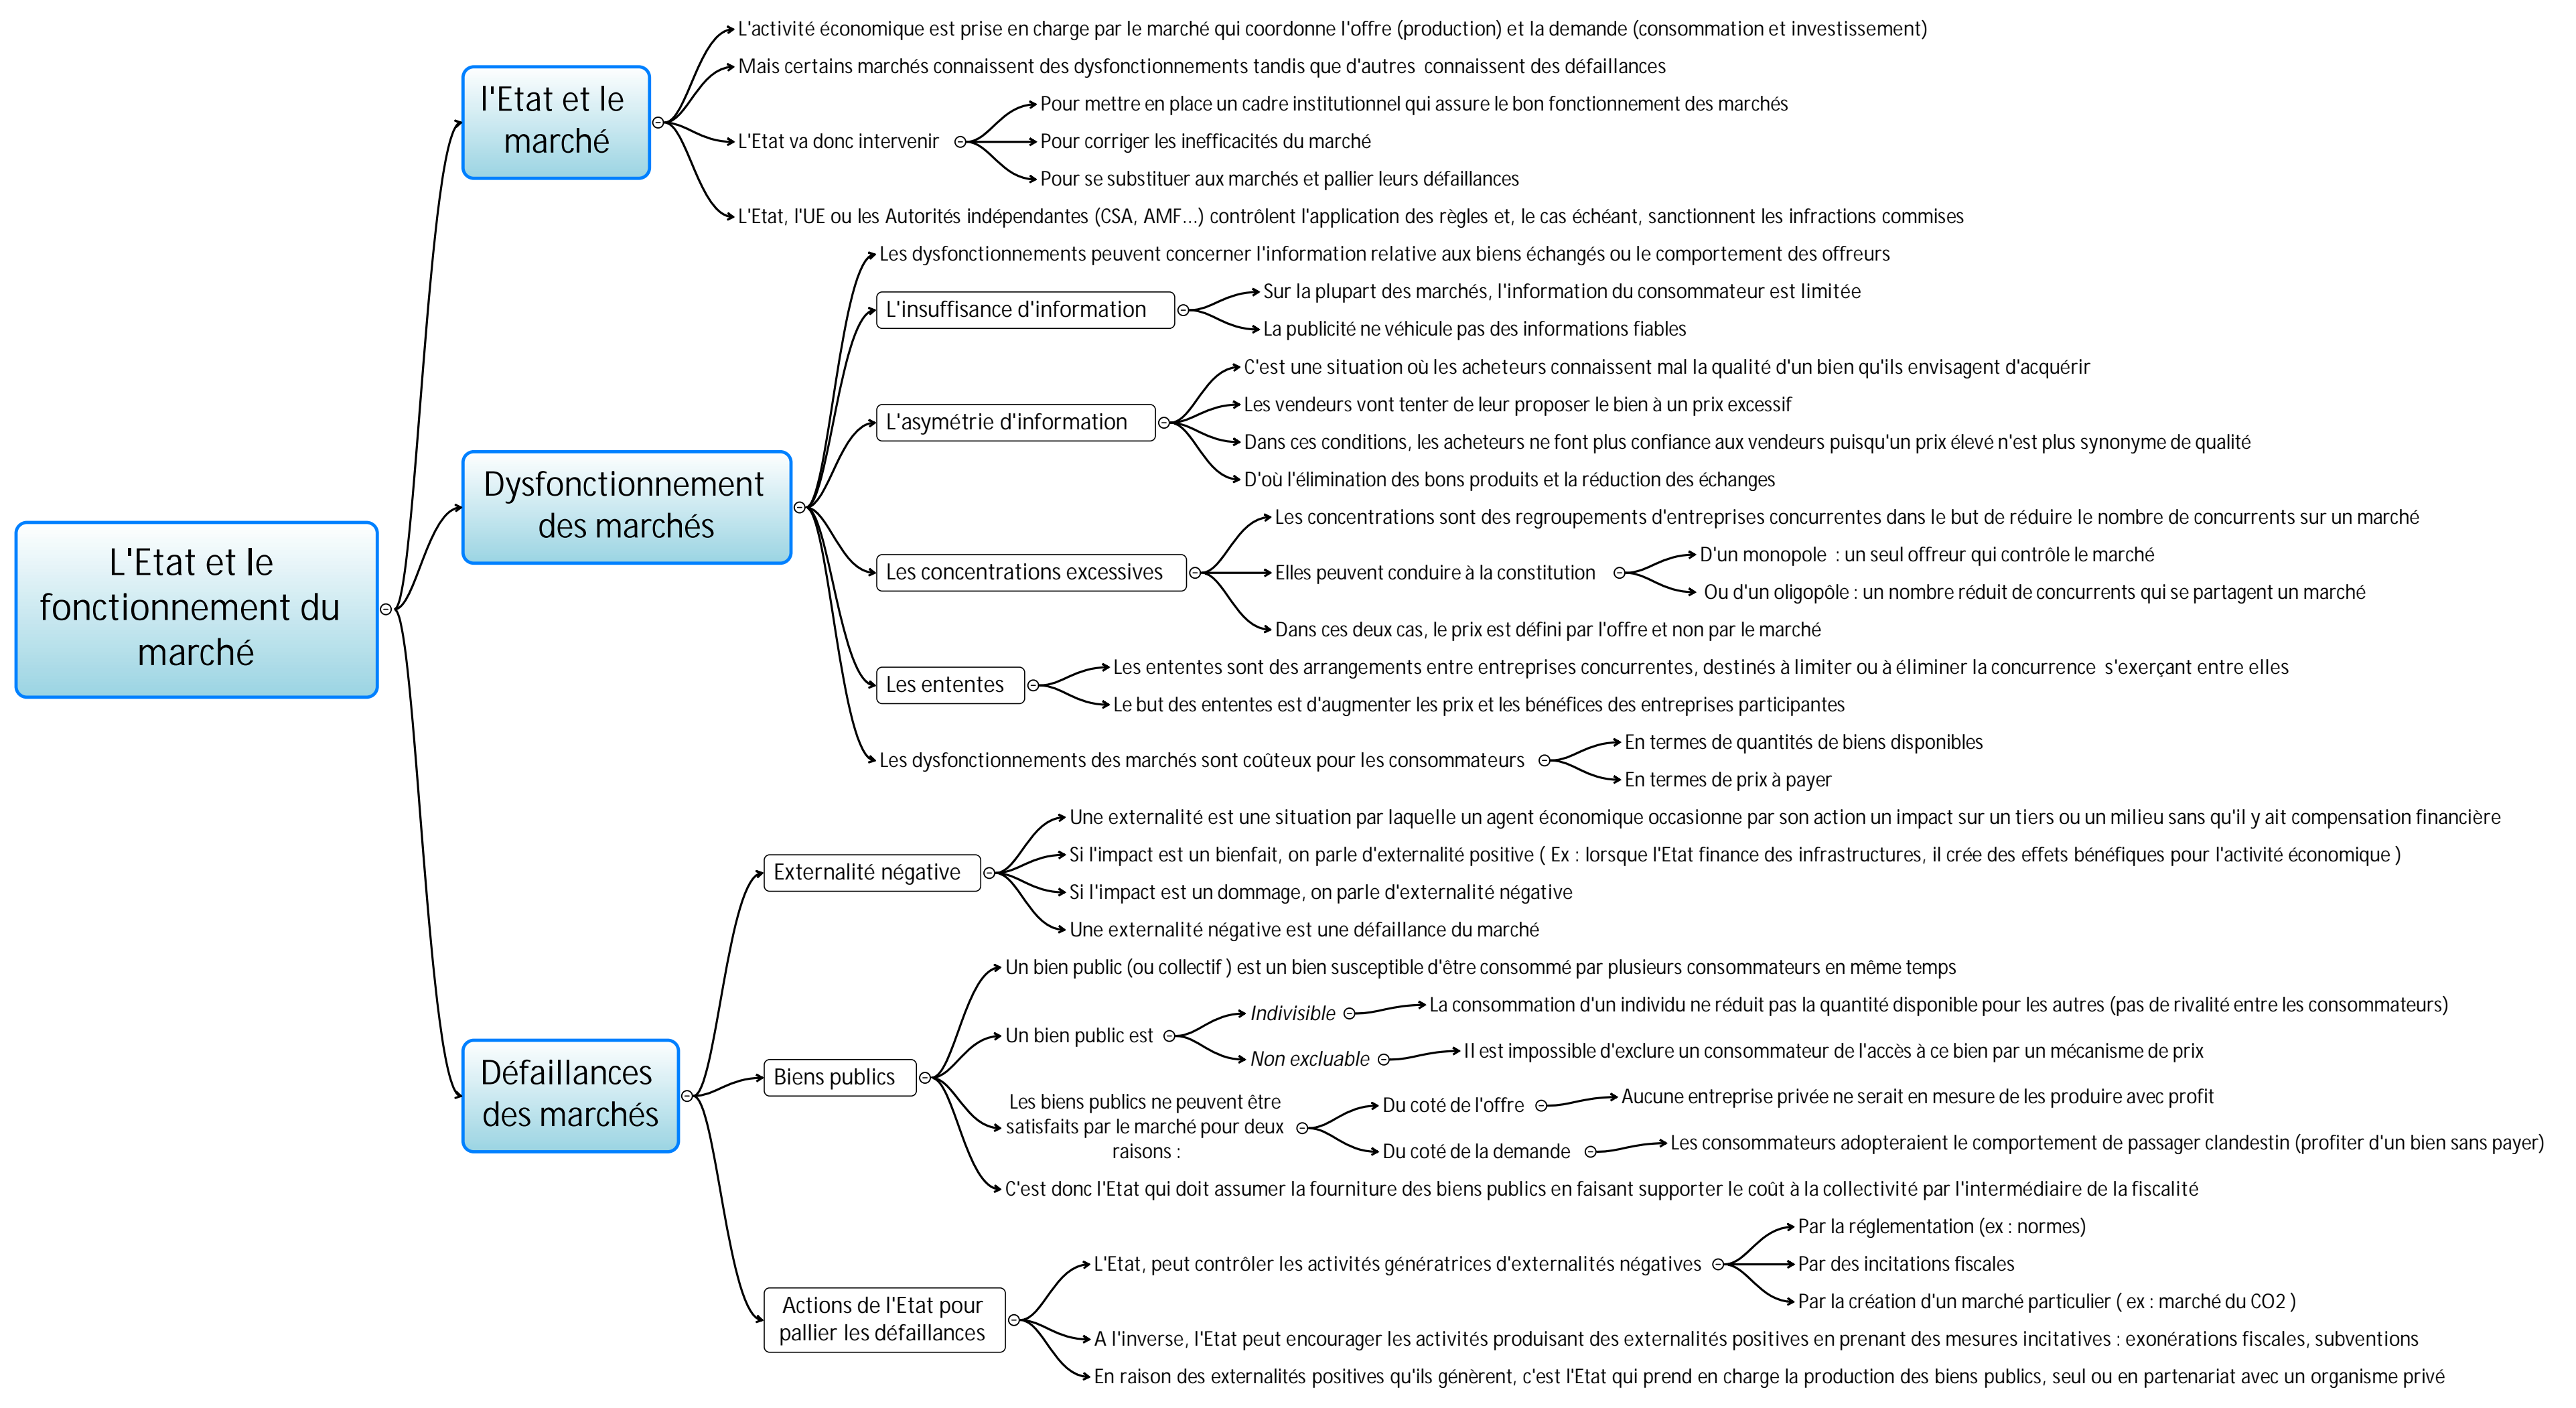 L'Etat et le
fonctionnement du
marché
l'Etat et le
marché
L'activité économique est prise en charge par le marché qui coordonne l'offre (production) et la demande (consommation et investissement)
Mais certains marchés connaissent des dysfonctionnements tandis que d'autres  connaissent des défaillances
L'Etat va donc intervenir
Pour mettre en place un cadre institutionnel qui assure le bon fonctionnement des marchés
Pour corriger les inefficacités du marché
Pour se substituer aux marchés et pallier leurs défaillances
L'Etat, l'UE ou les Autorités indépendantes (CSA, AMF...) contrôlent l'application des règles et, le cas échéant, sanctionnent les infractions commises
Dysfonctionnement
des marchés
Les dysfonctionnements peuvent concerner l'information relative aux biens échangés ou le comportement des offreurs
L'insuffisance d'information
Sur la plupart des marchés, l'information du consommateur est limitée
La publicité ne véhicule pas des informations fiables
L'asymétrie d'information
C'est une situation où les acheteurs connaissent mal la qualité d'un bien qu'ils envisagent d'acquérir
Les vendeurs vont tenter de leur proposer le bien à un prix excessif
Dans ces conditions, les acheteurs ne font plus confiance aux vendeurs puisqu'un prix élevé n'est plus synonyme de qualité
D'où l'élimination des bons produits et la réduction des échanges
Les concentrations excessives
Les concentrations sont des regroupements d'entreprises concurrentes dans le but de réduire le nombre de concurrents sur un marché
Elles peuvent conduire à la constitution
D'un monopole  : un seul offreur qui contrôle le marché
Ou d'un oligopôle : un nombre réduit de concurrents qui se partagent un marché
Dans ces deux cas, le prix est défini par l'offre et non par le marché
Les ententes
Les ententes sont des arrangements entre entreprises concurrentes, destinés à limiter ou à éliminer la concurrence  s'exerçant entre elles
Le but des ententes est d'augmenter les prix et les bénéfices des entreprises participantes
Les dysfonctionnements des marchés sont coûteux pour les consommateurs
En termes de quantités de biens disponibles
En termes de prix à payer
Défaillances
des marchés
Externalité négative
Une externalité est une situation par laquelle un agent économique occasionne par son action un impact sur un tiers ou un milieu sans qu'il y ait compensation financière
Si l'impact est un bienfait, on parle d'externalité positive ( Ex : lorsque l'Etat finance des infrastructures, il crée des effets bénéfiques pour l'activité économique )
Si l'impact est un dommage, on parle d'externalité négative
Une externalité négative est une défaillance du marché
Biens publics
Un bien public (ou collectif ) est un bien susceptible d'être consommé par plusieurs consommateurs en même temps
Un bien public est
Indivisible
La consommation d'un individu ne réduit pas la quantité disponible pour les autres (pas de rivalité entre les consommateurs)
Non excluable
Il est impossible d'exclure un consommateur de l'accès à ce bien par un mécanisme de prix
Les biens publics ne peuvent être
satisfaits par le marché pour deux
raisons :
Du coté de l'offre
Aucune entreprise privée ne serait en mesure de les produire avec profit
Du coté de la demande
Les consommateurs adopteraient le comportement de passager clandestin (profiter d'un bien sans payer)
C'est donc l'Etat qui doit assumer la fourniture des biens publics en faisant supporter le coût à la collectivité par l'intermédiaire de la fiscalité
Actions de l'Etat pour
pallier les défaillances
L'Etat, peut contrôler les activités génératrices d'externalités négatives
Par la réglementation (ex : normes)
Par des incitations fiscales
Par la création d'un marché particulier ( ex : marché du CO2 )
A l'inverse, l'Etat peut encourager les activités produisant des externalités positives en prenant des mesures incitatives : exonérations fiscales, subventions
En raison des externalités positives qu'ils génèrent, c'est l'Etat qui prend en charge la production des biens publics, seul ou en partenariat avec un organisme privé